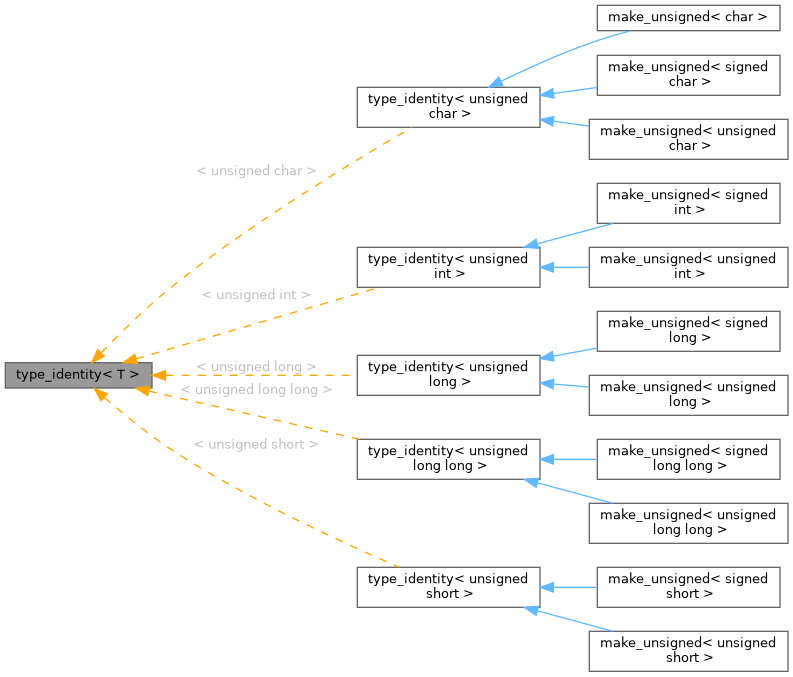 make_unsigned< char >
make_unsigned< signed
char >
type_identity< unsigned
char >
make_unsigned< unsigned
char >
< unsigned char >
make_unsigned< signed
int >
type_identity< unsigned
int >
make_unsigned< unsigned
int >
< unsigned int >
make_unsigned< signed
long >
type_identity< unsigned
long >
< unsigned long >
type_identity< T >
make_unsigned< unsigned
long >
< unsigned long long >
type_identity< unsigned
long long >
make_unsigned< signed
long long >
< unsigned short >
make_unsigned< unsigned
long long >
type_identity< unsigned
short >
make_unsigned< signed
short >
make_unsigned< unsigned
short >